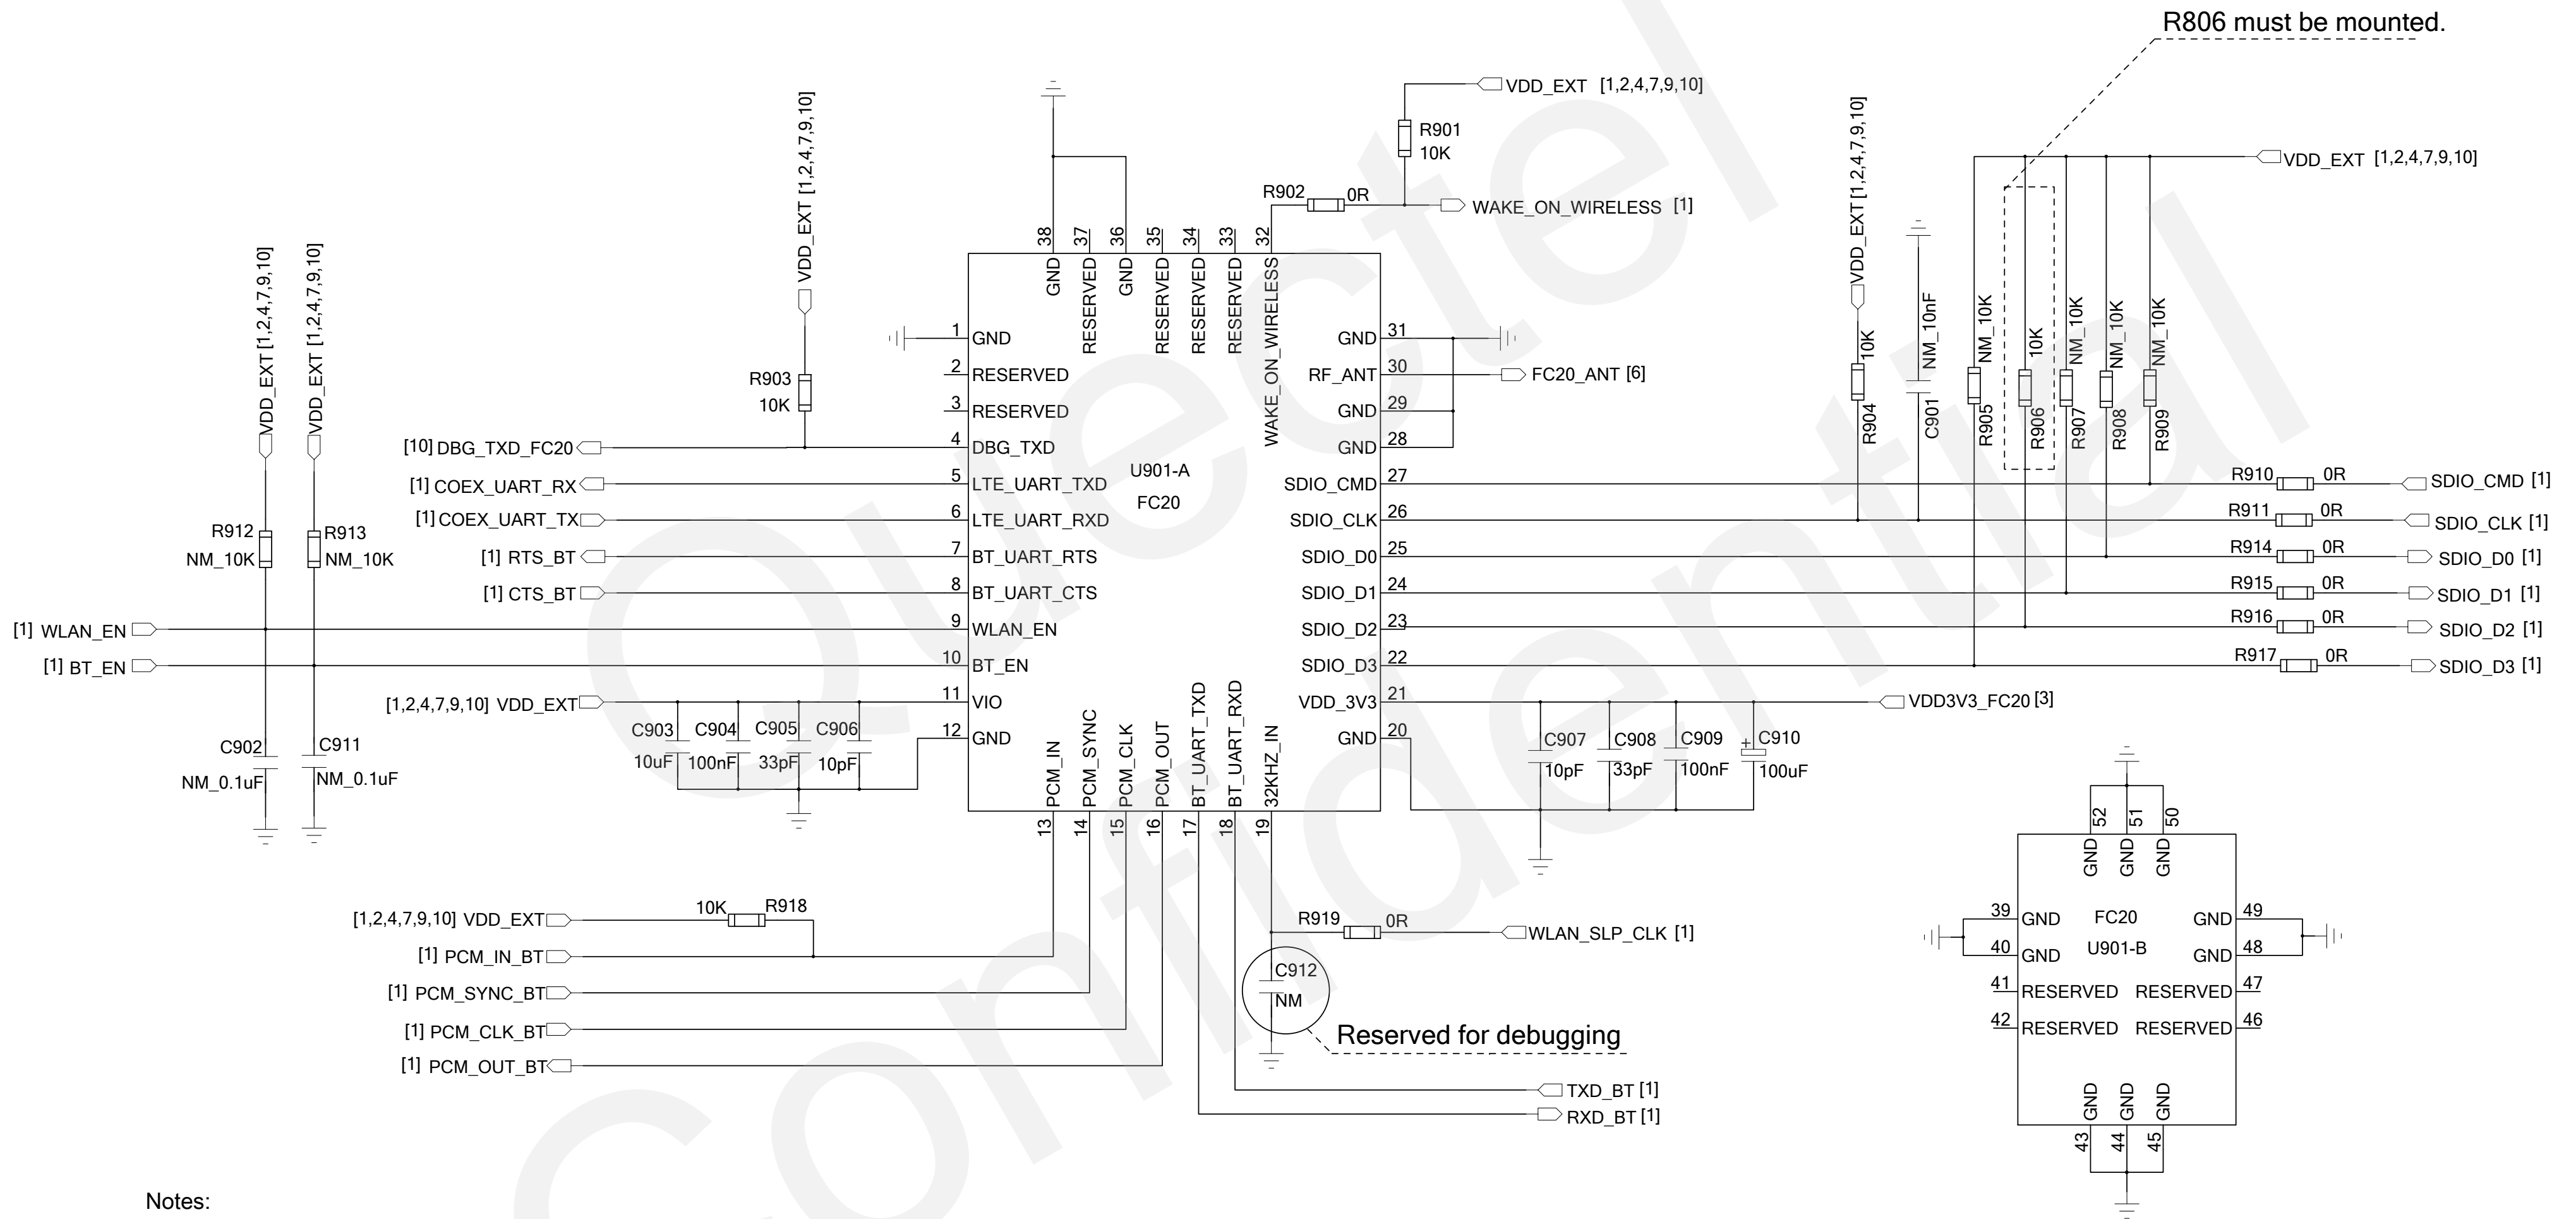 R806 must be mounted.
VDD_EXT [1,2,4,7,9,10]
R901
10K
R902 0R
WAKE_ON_WIRELESS [1]
VDD_EXT [1,2,4,7,9,10]
R903
10K
VDD_EXT [1,2,4,7,9,10]
10K
R904
NM_10nF
C901
VDD_EXT [1,2,4,7,9,10]
NM_10K
R905
10K
R906
NM_10K
R907
NM_10K
R908
NM_10K
R909
VDD_EXT [1,2,4,7,9,10]
VDD_EXT [1,2,4,7,9,10]
R912
NM_10K
R913
NM_10K
C902
NM_0.1uF
C911
NM_0.1uF
[10] DBG_TXD_FC20
[1] COEX_UART_RX
[1] COEX_UART_TX
[1] RTS_BT
[1] CTS_BT
[1] WLAN_EN
[1] BT_EN
[1,2,4,7,9,10] VDD_EXT
C903
10uF
C904
100nF
C905
33pF
C906
10pF
38 GND
37 RESERVED
36 GND
35 RESERVED
34 RESERVED
33 RESERVED
32 WAKE_ON_WIRELESS
1 GND
2 RESERVED
3 RESERVED
4 DBG_TXD
5 LTE_UART_TXD
6 LTE_UART_RXD
7 BT_UART_RTS
8 BT_UART_CTS
9 WLAN_EN
10 BT_EN
11 VIO
12 GND
U901-A
FC20
GND 31
RF_ANT 30
GND 29
GND 28
SDIO_CMD 27
SDIO_CLK 26
SDIO_D0 25
SDIO_D1 24
SDIO_D2 23
SDIO_D3 22
VDD_3V3 21
GND 20
13 PCM_IN
14 PCM_SYNC
15 PCM_CLK
16 PCM_OUT
17 BT_UART_TXD
18 BT_UART_RXD
19 32KHZ_IN
FC20_ANT [6]
R910 0R SDIO_CMD [1]
R911 0R SDIO_CLK [1]
R914 0R SDIO_D0 [1]
R915 0R SDIO_D1 [1]
R916 0R SDIO_D2 [1]
R917 0R SDIO_D3 [1]
VDD3V3_FC20 [3]
C907
10pF
C908
33pF
C909
100nF
+ C910
100uF
[1,2,4,7,9,10] VDD_EXT
10K R918
[1] PCM_IN_BT
[1] PCM_SYNC_BT
[1] PCM_CLK_BT
[1] PCM_OUT_BT
R919 0R WLAN_SLP_CLK [1]
C912
NM
Reserved for debugging
TXD_BT [1]
RXD_BT [1]
52 GND
51 GND
50 GND
39 GND
40 GND
41 RESERVED
42 RESERVED
FC20
U901-B
GND 49
GND 48
RESERVED 47
RESERVED 46
43 GND
44 GND
45 GND
Notes:
Quectel
Confidential